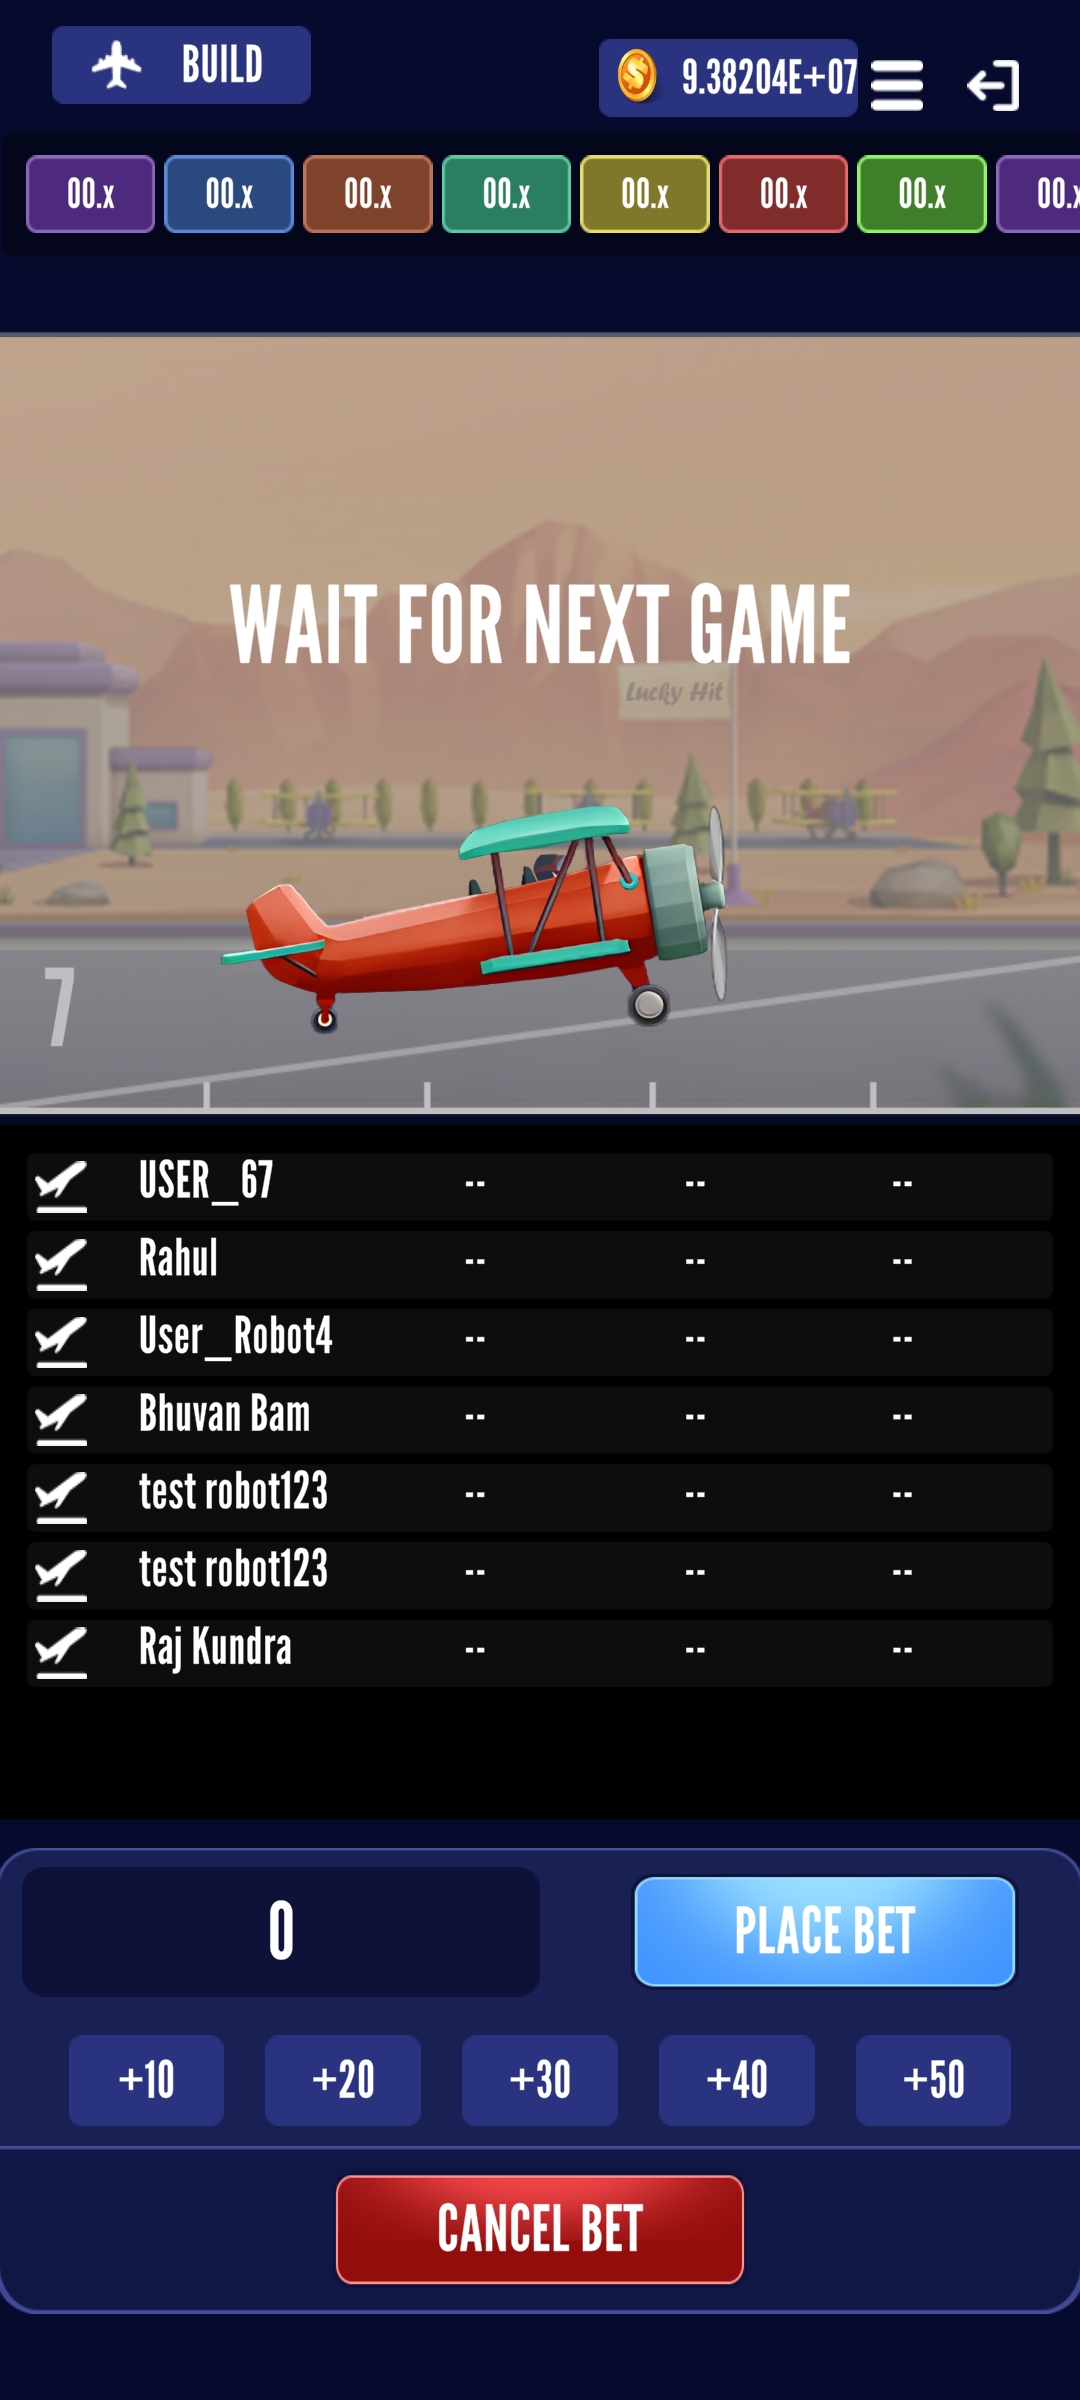 BUILD
9.38204E+07
00.x 00.x 00.x 00.x 00.x 00.x 00.x 00.x
WAIT FOR NEXT GAME
Lucky Hit
7
USER_67 -- -- --
Rahul -- -- --
User_Robot4 -- -- --
Bhuvan Bam -- -- --
test robot123 -- -- --
test robot123 -- -- --
Raj Kundra -- -- --
0
PLACE BET
+10 +20 +30 +40 +50
CANCEL BET